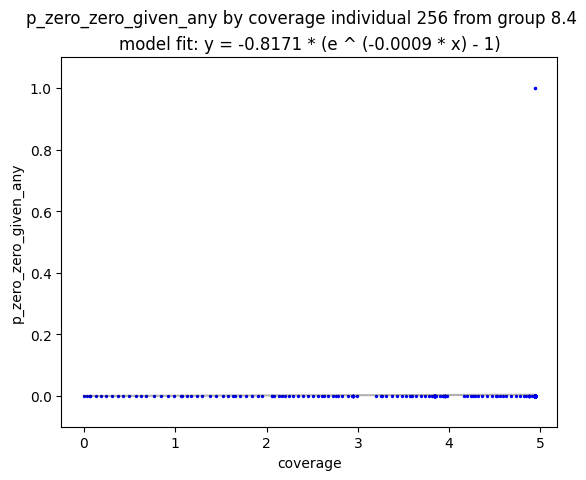 p_zero_zero_given_any by coverage individual 256 from group 8.4
model fit: y = -0.8171 * (e ^ (-0.0009 * x) - 1)
1.0
0.8
0.6
0.4
0.2
0.0
p_zero_zero_given_any
0 1 2 3 4 5
coverage